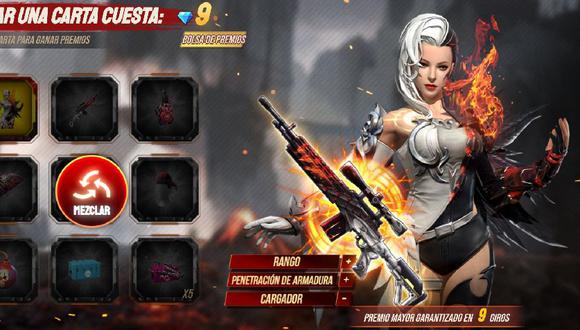 AR UNA CARTA CUESTA: 9
CARTA PARA GANAR PREMIOS
BOLSA DE PREMIOS
MEZCLAR
X5
RANGO +
PENETRACIÓN DE ARMADURA +
CARGADOR -
PREMIO MAYOR GARANTIZADO EN 9 GIROS